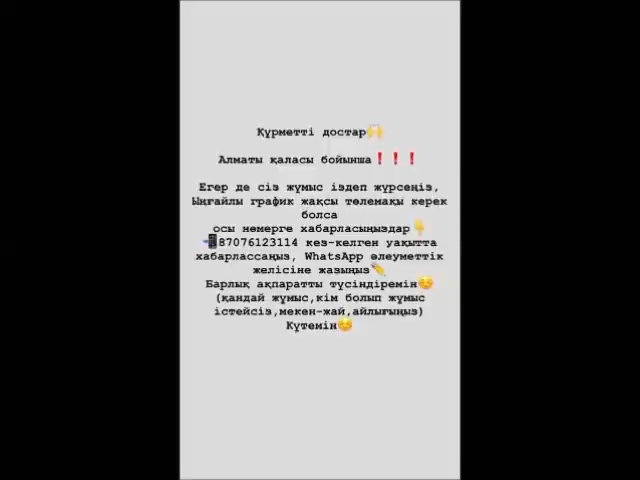 Құрметті достар🙌
Алматы қаласы бойынша❗❗❗
Егер де сіз жұмыс іздеп жүрсеңіз,
Ыңғайлы график жақсы төлемақы керек
болса
осы нөмерге хабарласыңыздар👇
📲87076123114 кез-келген уақытта
хабарлассаңыз, WhatsApp әлеуметтік
желісіне жазыңыз✍
Барлық ақпаратты түсіндіремін☺️
(қандай жұмыс,кім болып жұмыс
істейсіз,мекен-жай,айлығыңыз)
Күтемін☺️